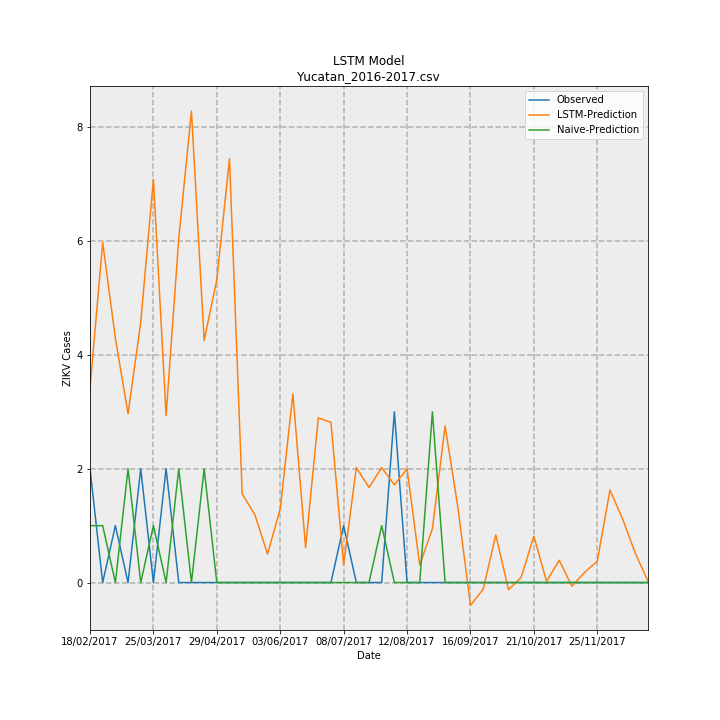 LSTM Model
Yucatan_2016-2017.csv
Observed
LSTM-Prediction
Naive-Prediction
8
6
4
2
0
ZIKV Cases
18/02/2017
25/03/2017
29/04/2017
03/06/2017
08/07/2017
12/08/2017
16/09/2017
21/10/2017
25/11/2017
Date